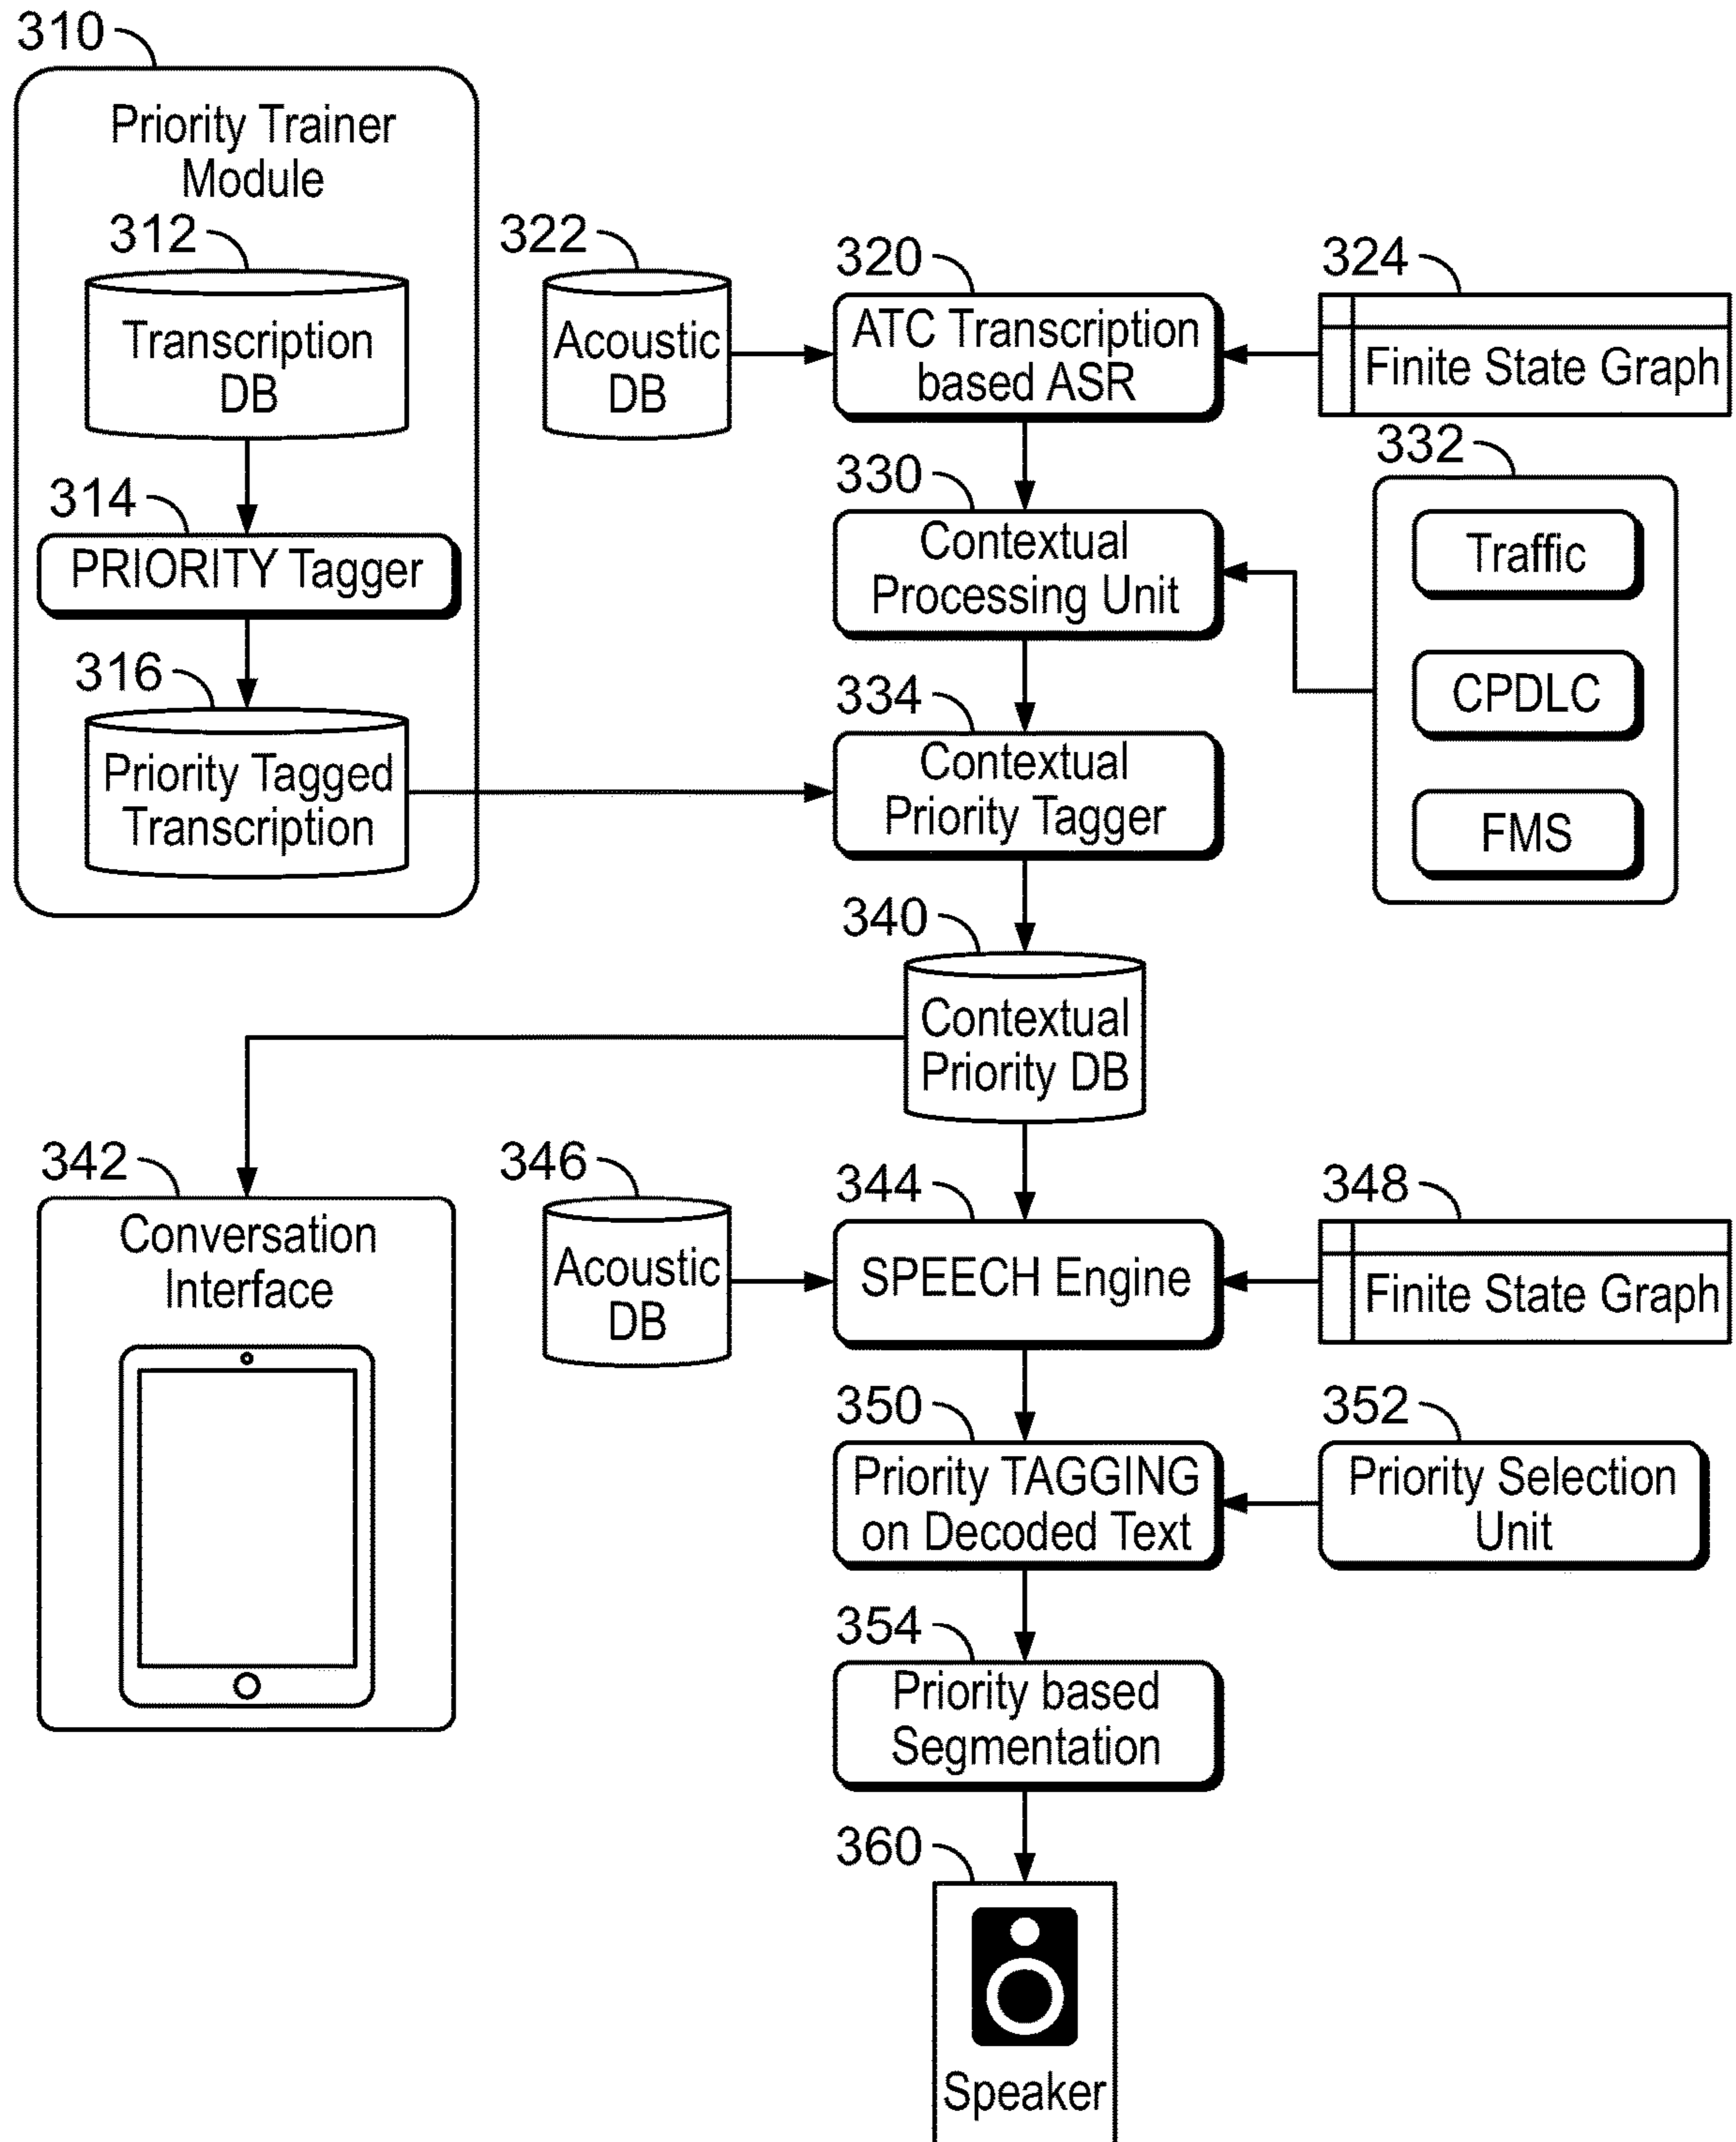 310
Priority Trainer
Module
312
Transcription
DB
314
PRIORITY Tagger
316
Priority Tagged
Transcription
322
Acoustic
DB
320
ATC Transcription
based ASR
324
Finite State Graph
330
Contextual
Processing Unit
332
Traffic
CPDLC
FMS
334
Contextual
Priority Tagger
340
Contextual
Priority DB
342
Conversation
Interface
346
Acoustic
DB
344
SPEECH Engine
348
Finite State Graph
350
Priority TAGGING
on Decoded Text
352
Priority Selection
Unit
354
Priority based
Segmentation
360
Speaker